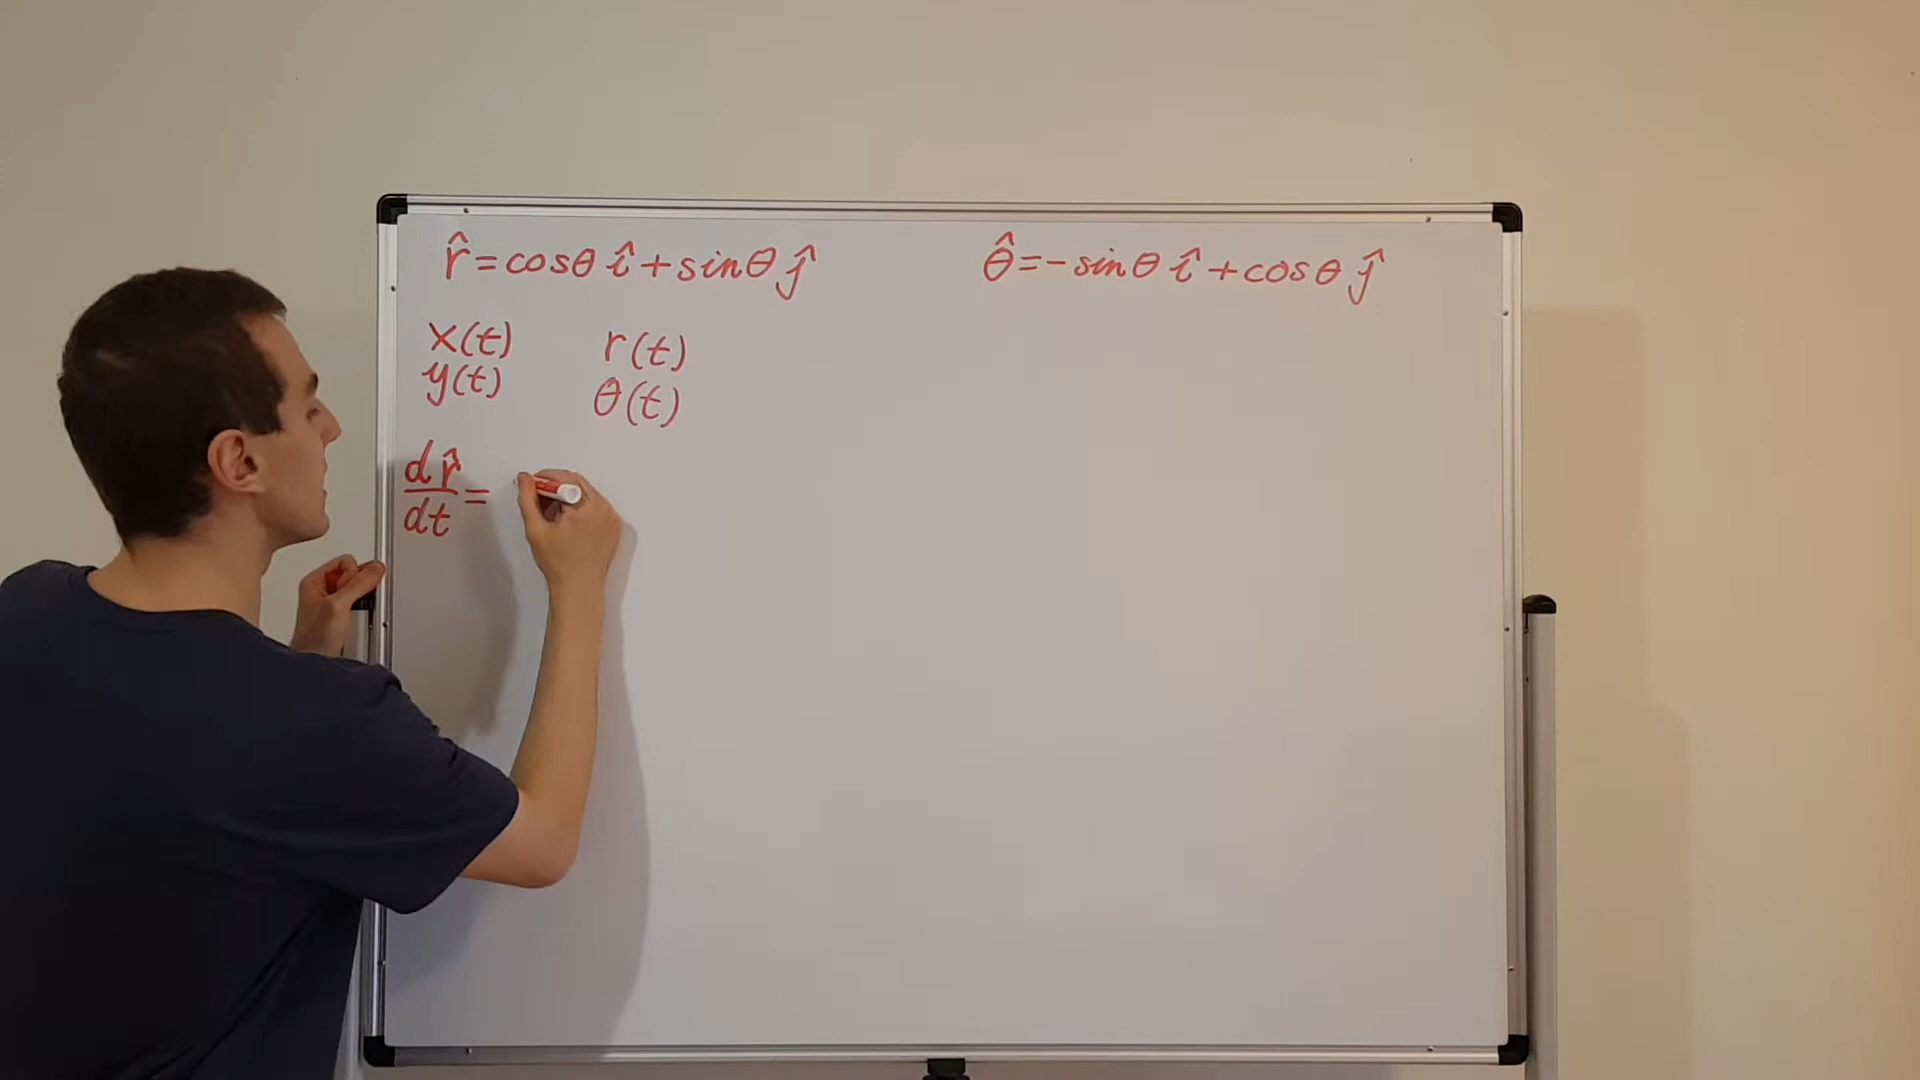 r̂ = cosθ î + sinθ ĵ
θ̂ = - sinθ î + cosθ ĵ
x(t)
y(t)
r(t)
θ(t)
dr̂/dt =